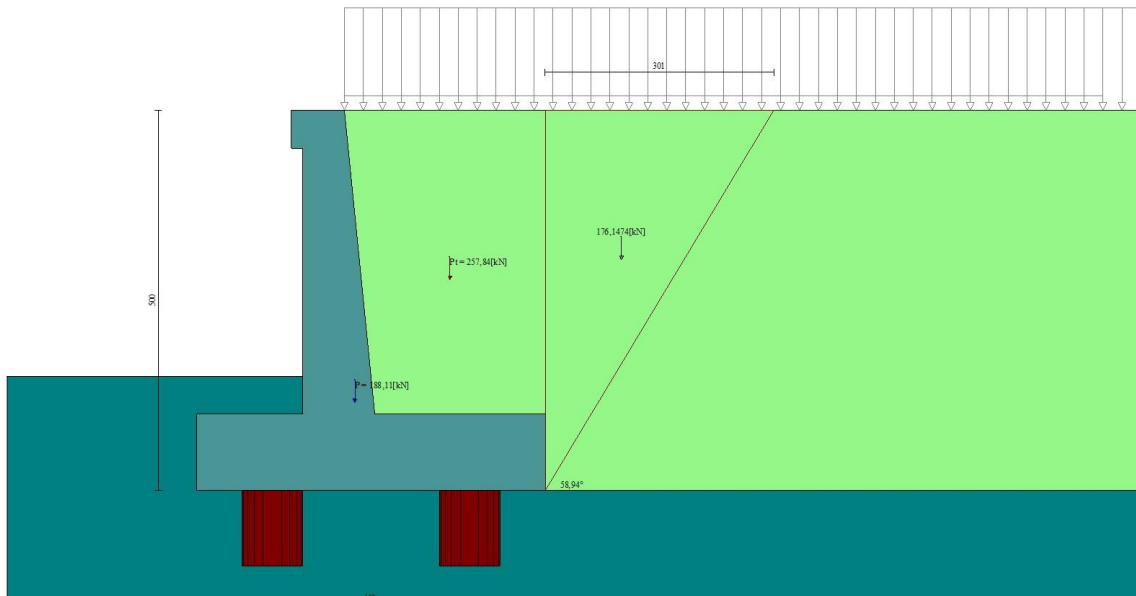 301
176,1474[kN]
Pt = 257,84[kN]
500
P = 188,11[kN]
58,94°